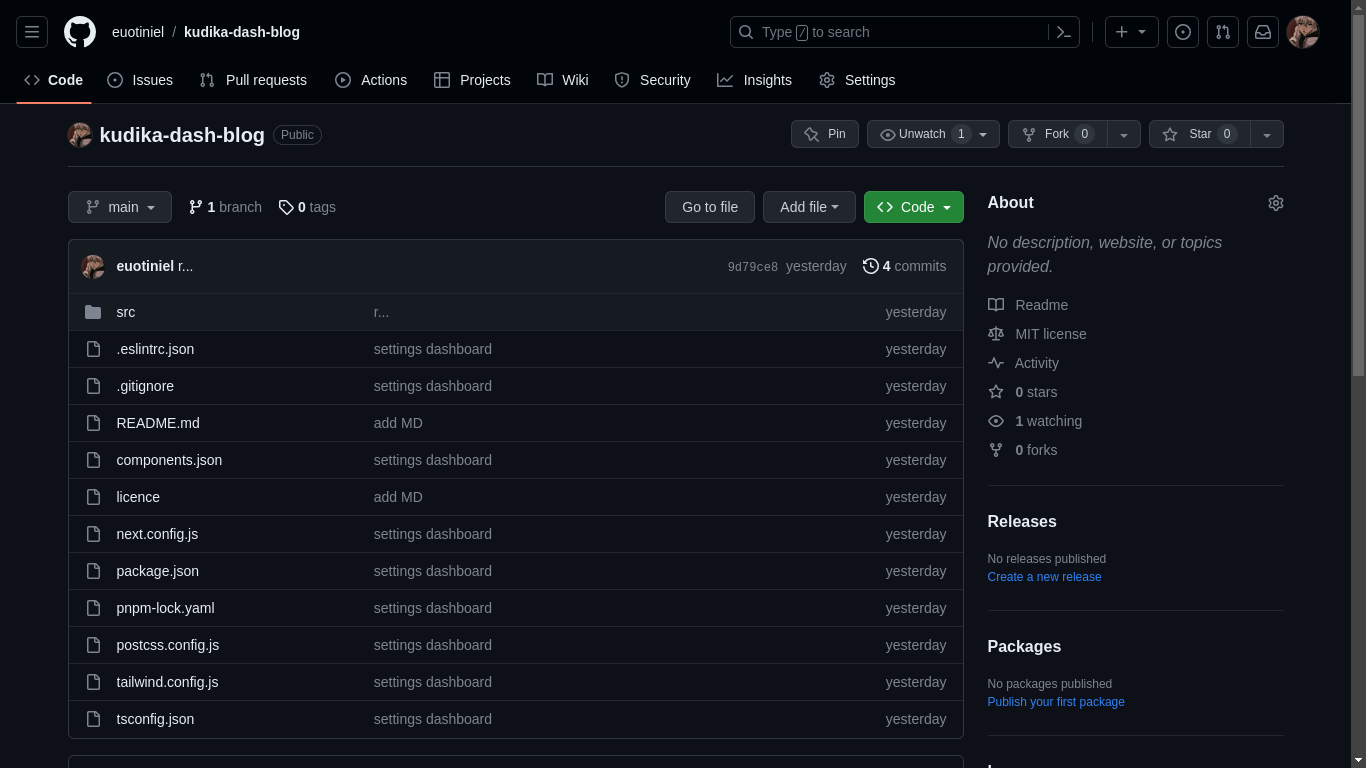 euotiniel / kudika-dash-blog Type / to search
Code Issues Pull requests Actions Projects Wiki Security Insights Settings
kudika-dash-blog Public Pin Unwatch 1 Fork 0 Star 0
main 1 branch 0 tags Go to file Add file Code
euotiniel r... 9d79ce8 yesterday 4 commits
src r... yesterday
.eslintrc.json settings dashboard yesterday
.gitignore settings dashboard yesterday
README.md add MD yesterday
components.json settings dashboard yesterday
licence add MD yesterday
next.config.js settings dashboard yesterday
package.json settings dashboard yesterday
pnpm-lock.yaml settings dashboard yesterday
postcss.config.js settings dashboard yesterday
tailwind.config.js settings dashboard yesterday
tsconfig.json settings dashboard yesterday
About
No description, website, or topics
provided.
Readme
MIT license
Activity
0 stars
1 watching
0 forks
Releases
No releases published
Create a new release
Packages
No packages published
Publish your first package